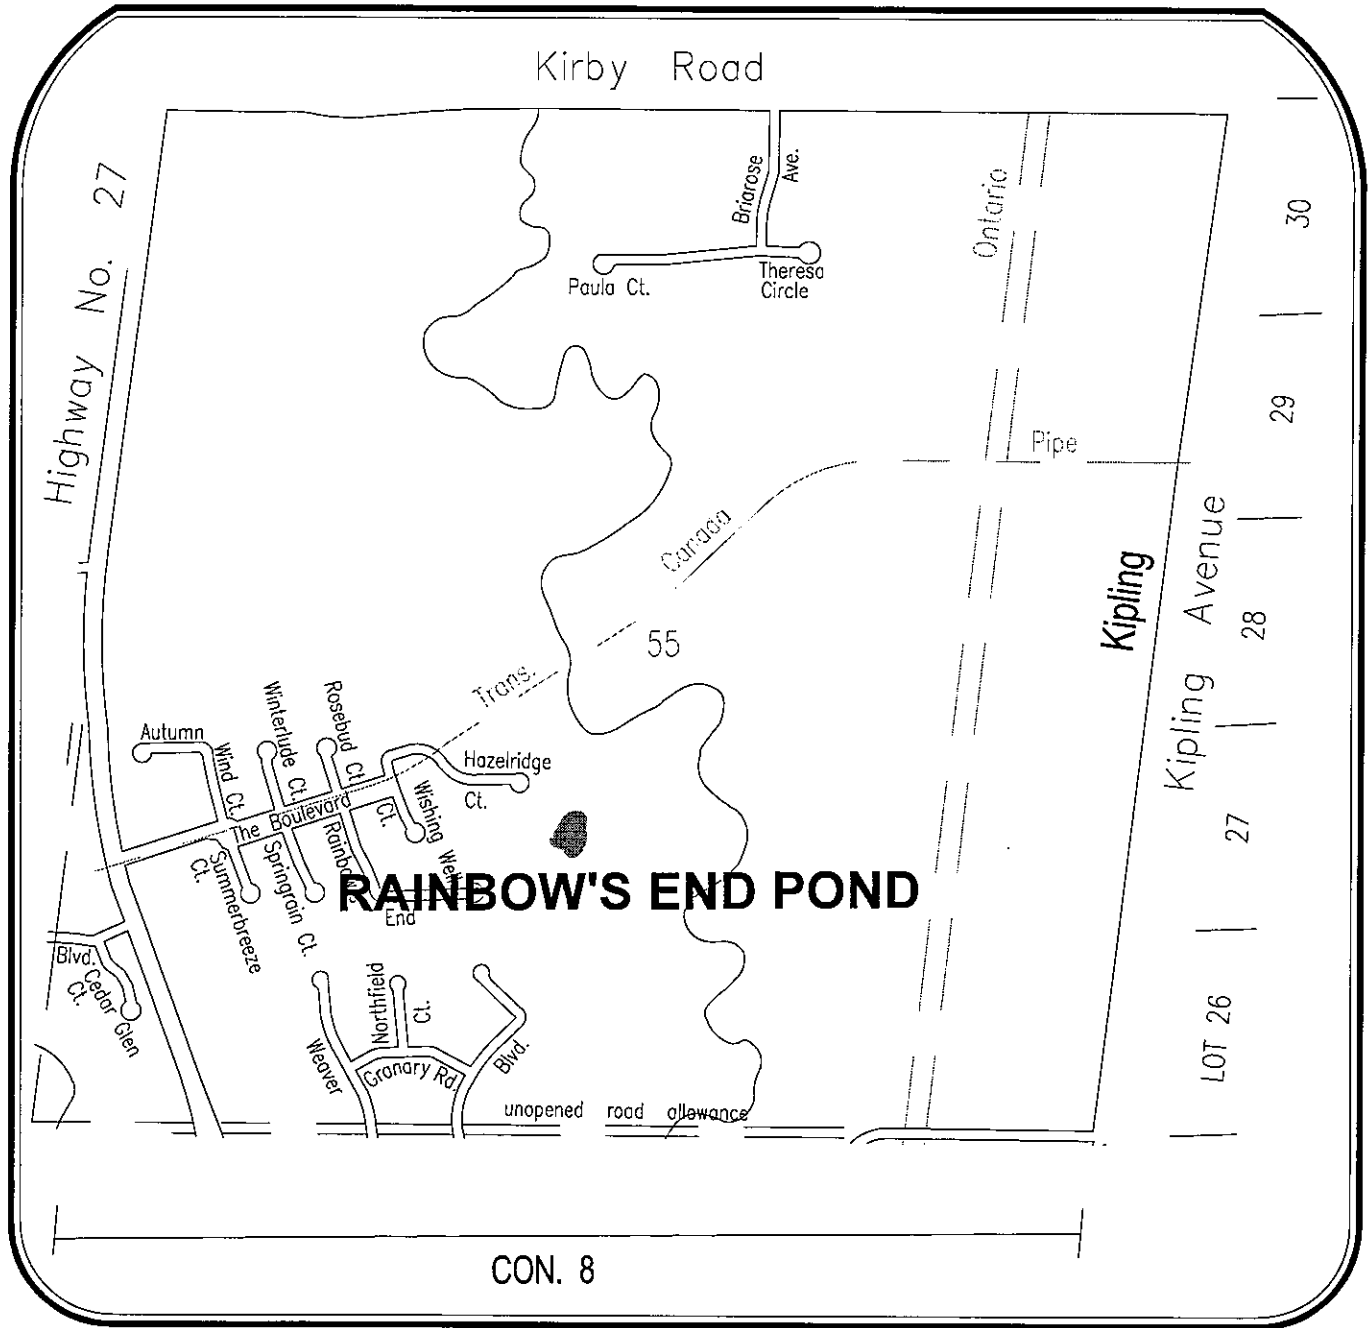 Kirby Road
Highway No. 27
Briarose
Ave.
Ontario
30
Paula Ct.
Theresa
Circle
29
Pipe
Canada
Kipling
Kipling Avenue
28
55
Trans.
Autumn
Wind Ct.
Winterlude Ct.
Rosebud Ct.
Hazelridge
Ct.
Wishing Well
Ct.
The Boulevard
27
Summerbreeze
Ct.
Springrain Ct.
Rainbow's
End
RAINBOW'S END POND
Blvd.
Cedar Glen
Ct.
Northfield
Ct.
Weaver
Granary Rd.
Blvd.
LOT 26
unopened road allowance
CON. 8